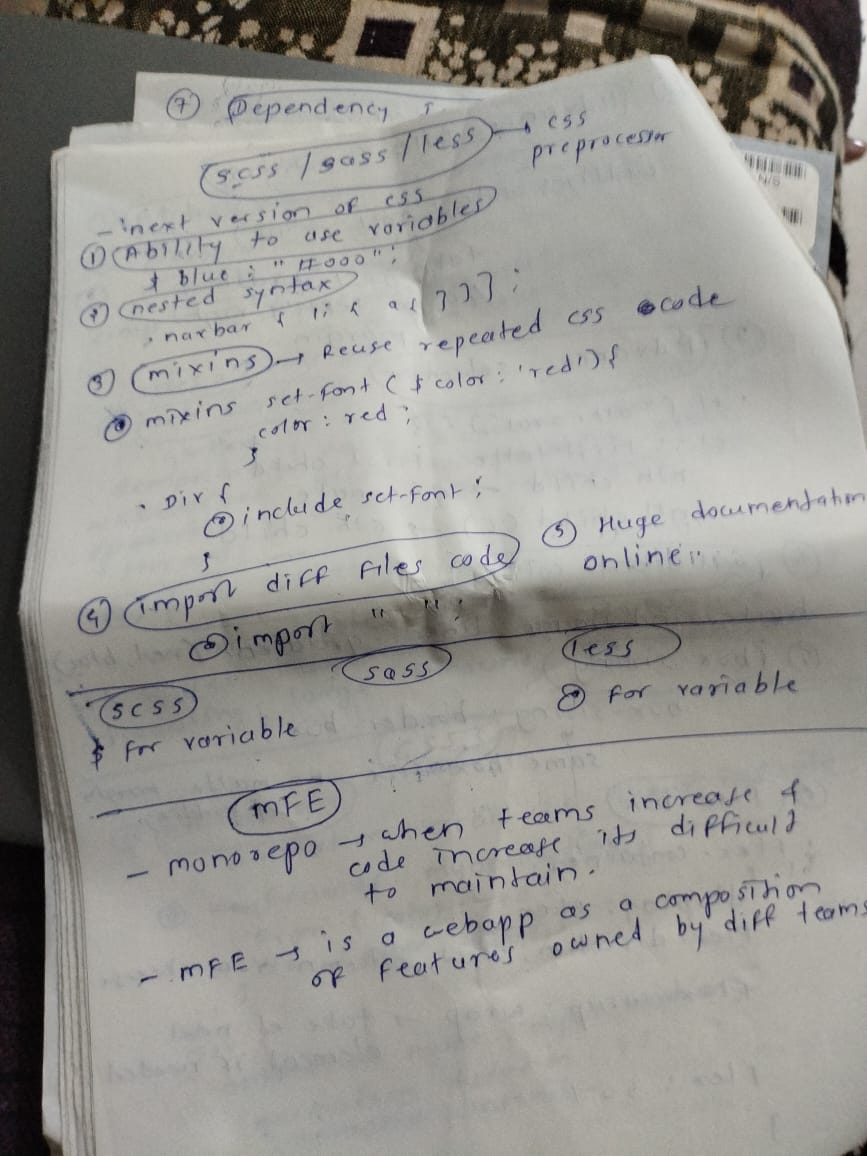 ⑦ Dependency
scss / sass / less → css
preprocessor
N/S
- next version of css
① Ability to use variables
$ blue : "#000";
② nested syntax
. navbar { li { a { } } } ;
③ mixins → Reuse repeated css code
@ mixins set-font ( $ color : 'red') {
color : red ;
}
. Div {
@ include set-font ;
}
④ import diff files code
⑤ Huge documentation
online
@ import " " ;
scss
sass
less
$ for variable
@ for variable
MFE
- monorepo → when teams increase &
code increase its difficult
to maintain.
- MFE → is a webapp as a composition
of features owned by diff teams